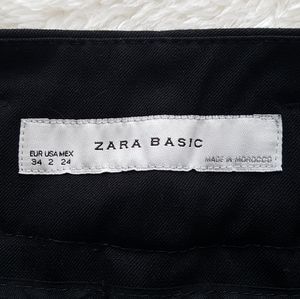 ZARA BASIC
EUR USA MEX
34 2 24
MADE IN MOROCCO